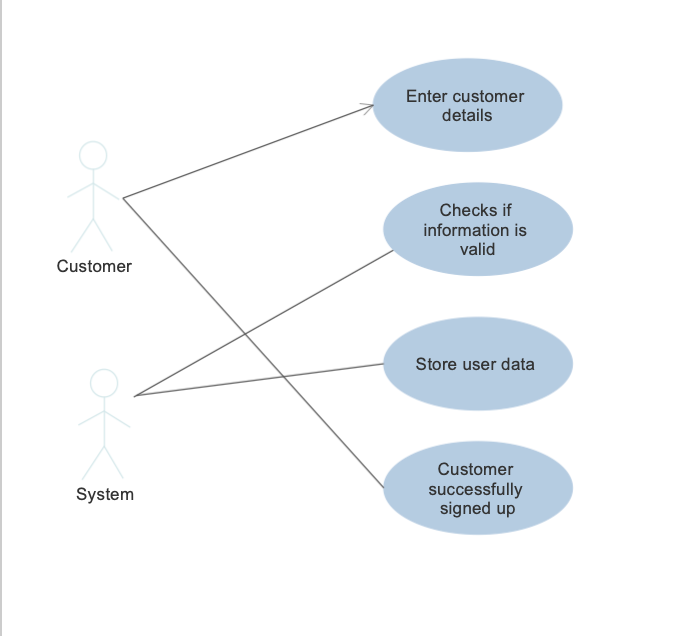 Enter customer
details
Checks if
information is
valid
Customer
Store user data
Customer
successfully
signed up
System